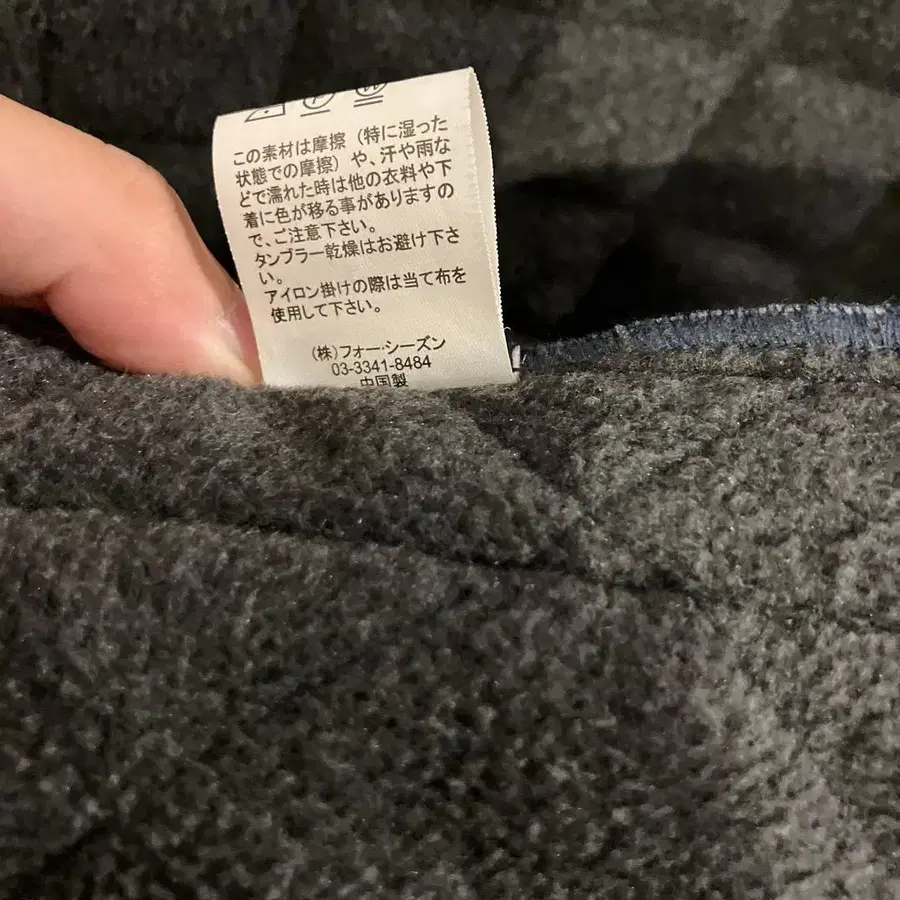 この素材は摩擦（特に湿った
状態での摩擦）や、汗や雨な
どで濡れた時は他の衣料や下
着に色が移る事がありますの
で、ご注意下さい。
タンブラー乾燥はお避け下さ
い。
アイロン掛けの際は当て布を
使用して下さい。
（株）フォー・シーズン
03-3341-8484
中国製